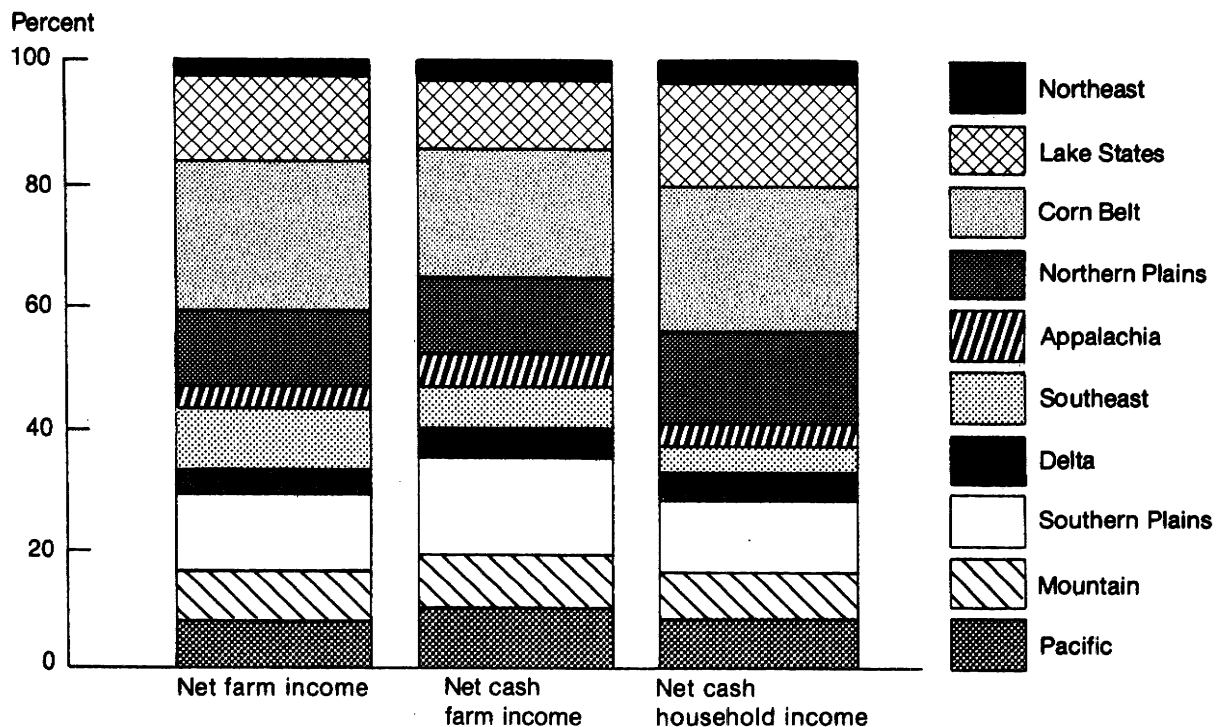 Percent
100
80
60
40
20
0
Net farm income
Net cash
farm income
Net cash
household income
Northeast
Lake States
Corn Belt
Northern Plains
Appalachia
Southeast
Delta
Southern Plains
Mountain
Pacific